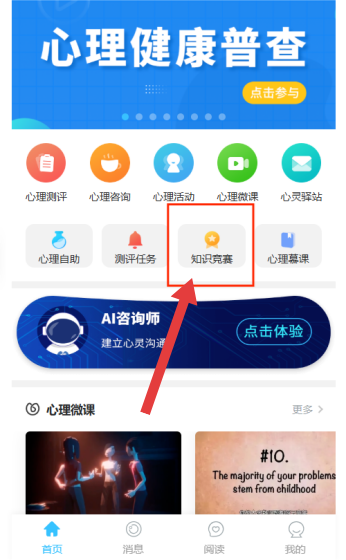 心理健康普查
点击参与
心理测评 心理咨询 心理活动 心理微课 心灵驿站
心理自助 测评任务 知识竞赛 心理慕课
AI咨询师
建立心灵沟通
点击体验
心理微课 更多
#10.
The majority of your problems
stem from childhood
首页 消息 阅读 我的